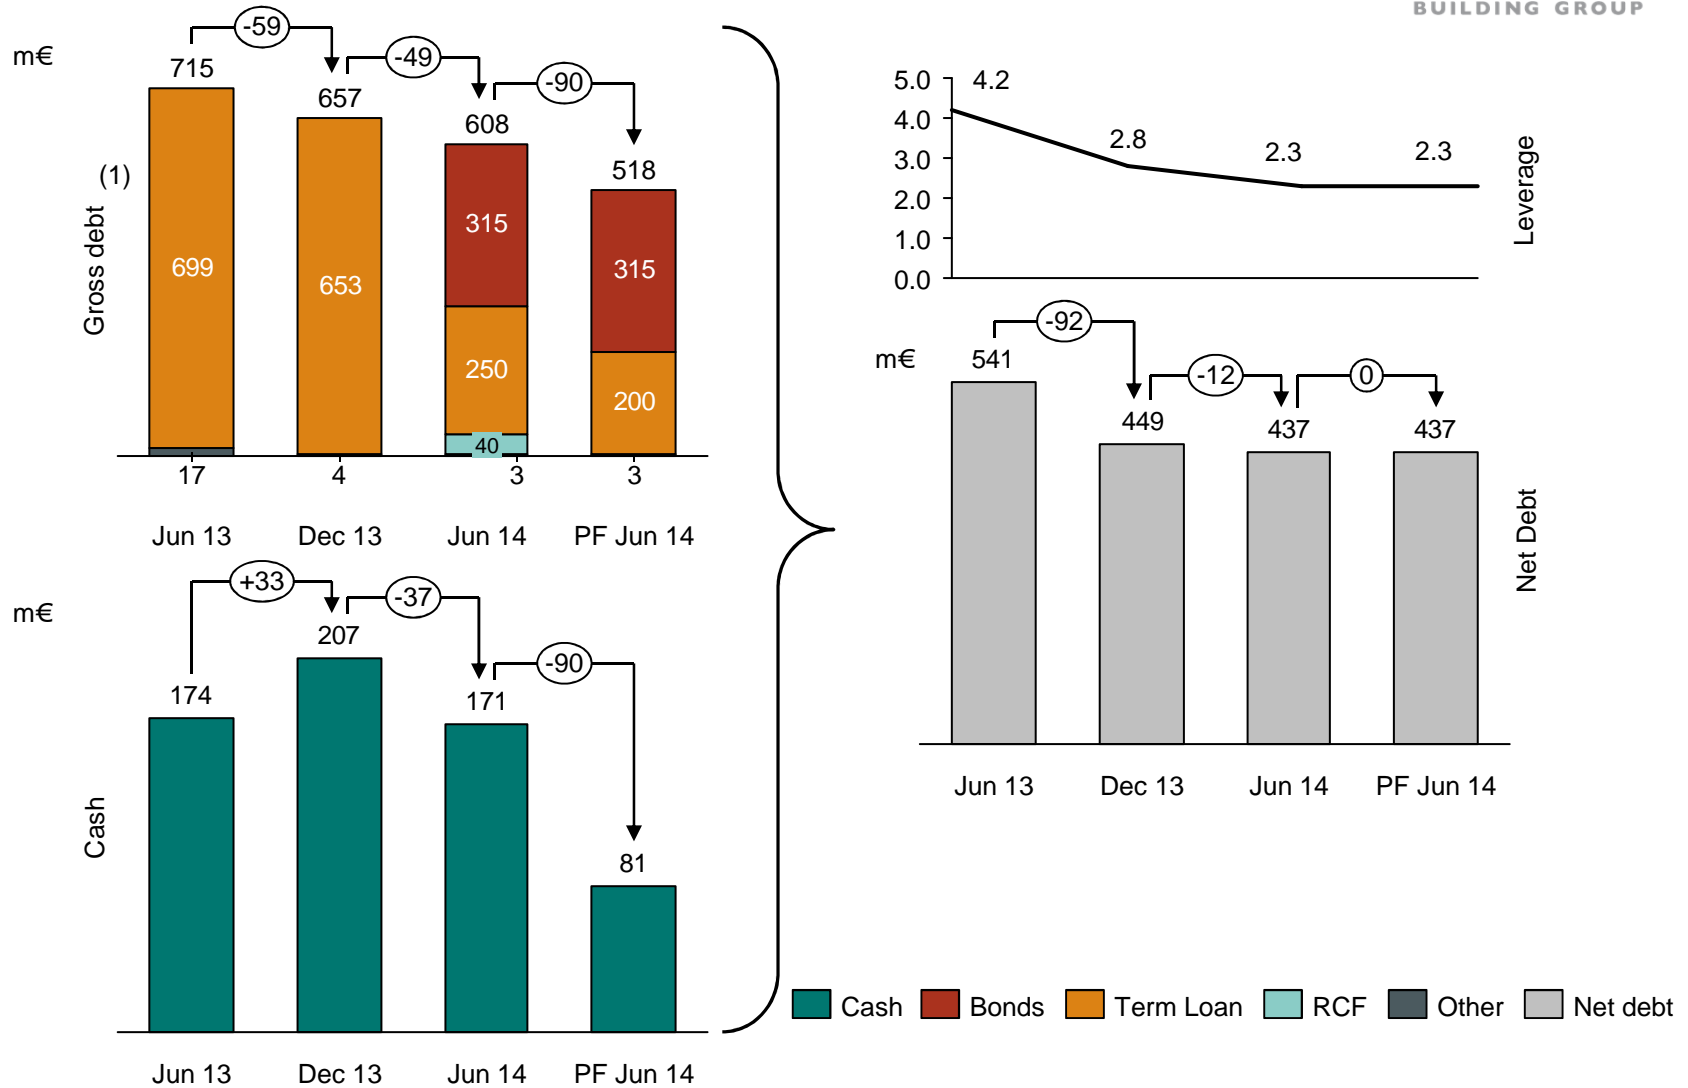 BUILDING GROUP
m€
-59
-49
-90
715
657
608
518
(1)
Gross debt
699
653
315
250
40
315
200
17
4
3
3
Jun 13
Dec 13
Jun 14
PF Jun 14
m€
+33
-37
-90
174
207
171
81
Cash
Jun 13
Dec 13
Jun 14
PF Jun 14
5.0
4.0
3.0
2.0
1.0
0.0
4.2
2.8
2.3
2.3
Leverage
m€
-92
-12
0
541
449
437
437
Net Debt
Jun 13
Dec 13
Jun 14
PF Jun 14
Cash
Bonds
Term Loan
RCF
Other
Net debt